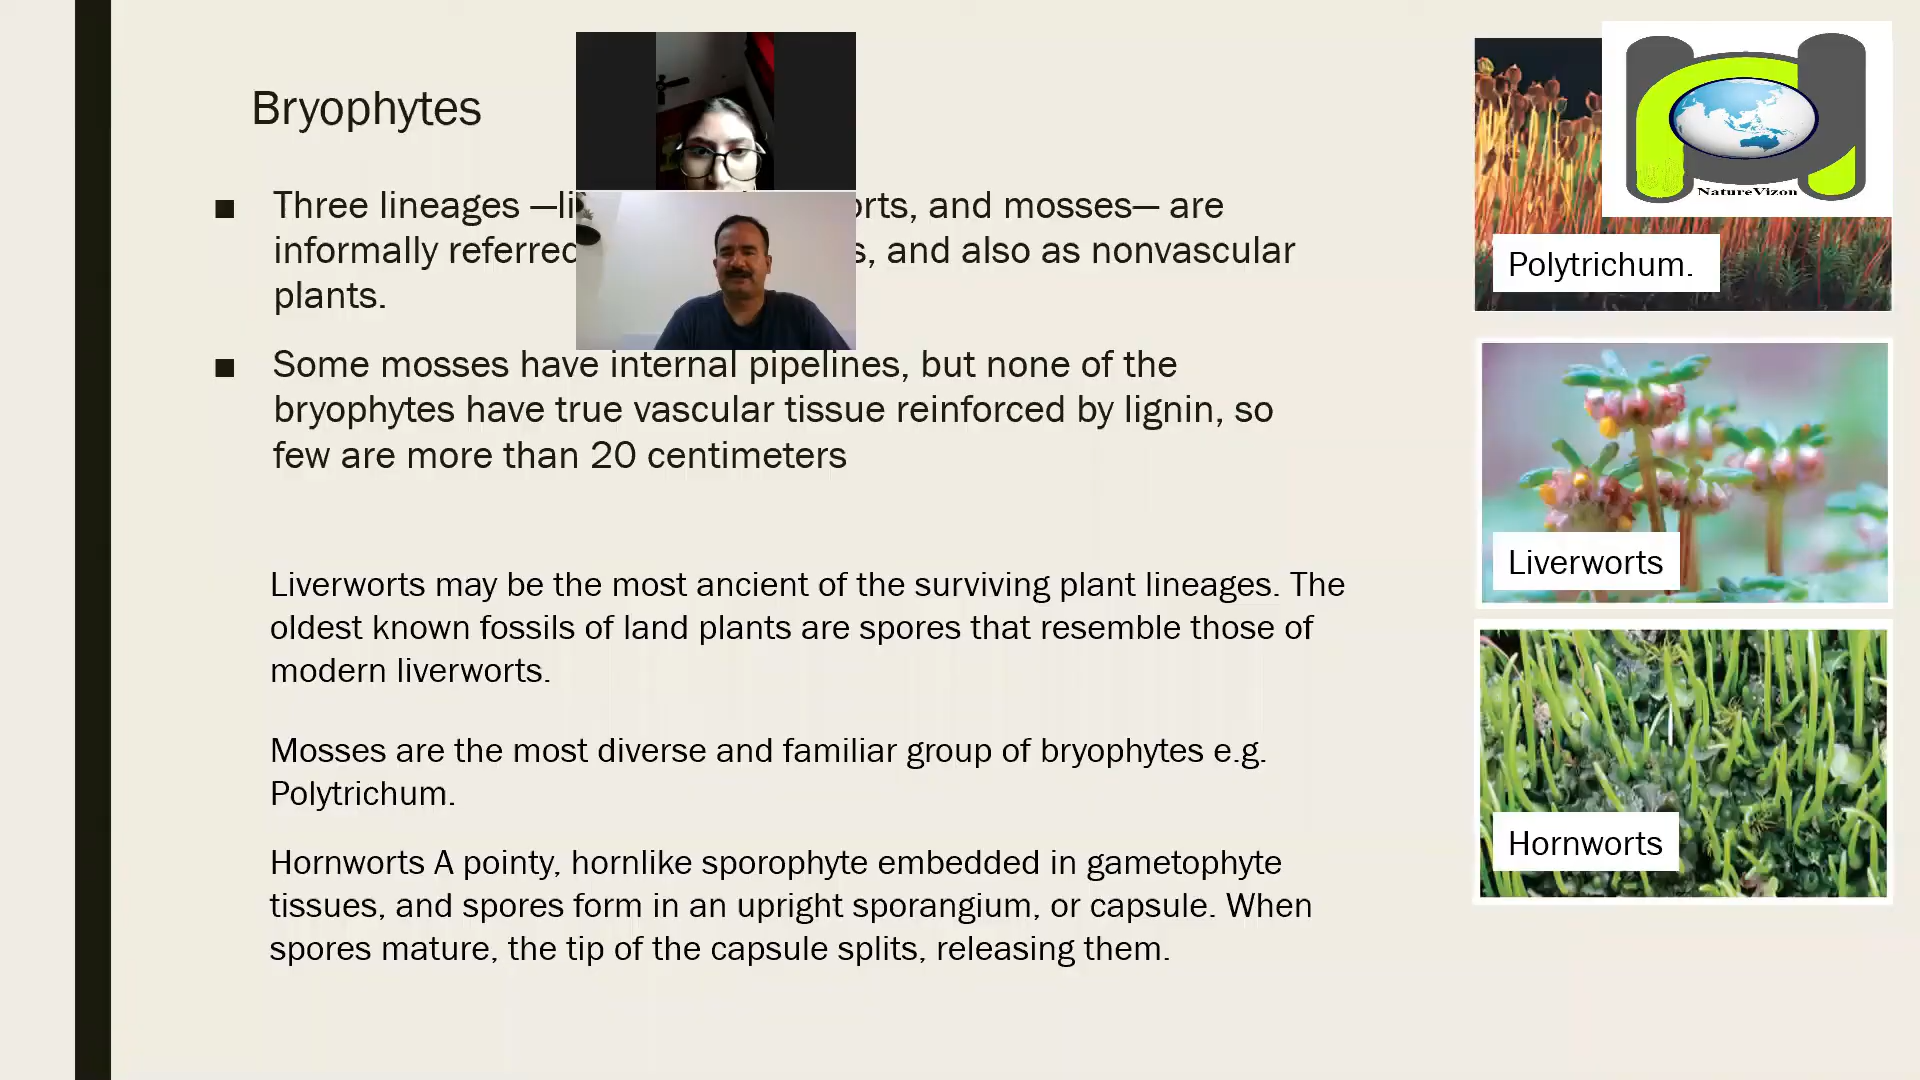 Bryophytes
■ Three lineages —li orts, and mosses— are
informally referred s, and also as nonvascular
plants.
■ Some mosses have internal pipelines, but none of the
bryophytes have true vascular tissue reinforced by lignin, so
few are more than 20 centimeters
Liverworts may be the most ancient of the surviving plant lineages. The
oldest known fossils of land plants are spores that resemble those of
modern liverworts.
Mosses are the most diverse and familiar group of bryophytes e.g.
Polytrichum.
Hornworts A pointy, hornlike sporophyte embedded in gametophyte
tissues, and spores form in an upright sporangium, or capsule. When
spores mature, the tip of the capsule splits, releasing them.
NatureVizon
Polytrichum.
Liverworts
Hornworts